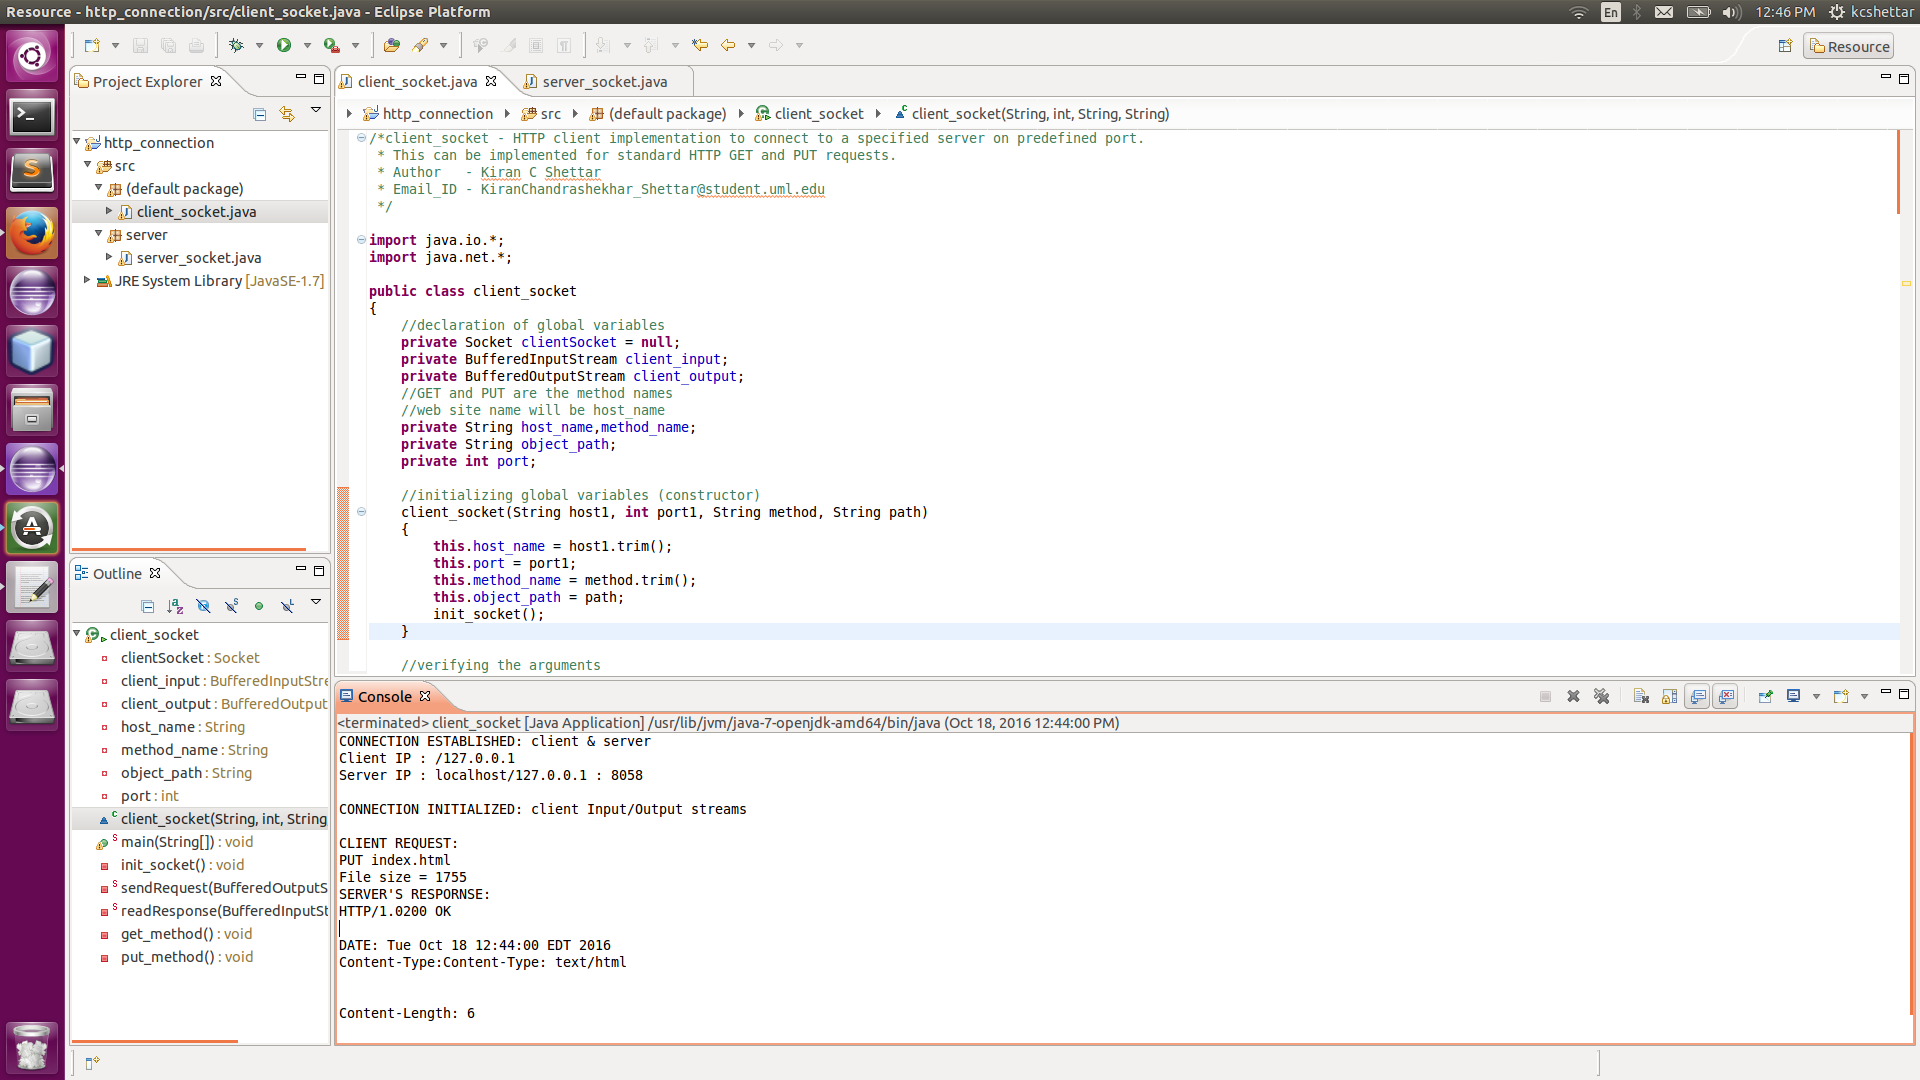 Resource - http_connection/src/client_socket.java - Eclipse Platform
En
12:46 PM
kcshettar
Resource
Project Explorer
http_connection
src
(default package)
client_socket.java
server
server_socket.java
JRE System Library [JavaSE-1.7]
Outline
client_socket
clientSocket : Socket
client_input : BufferedInputStre
client_output : BufferedOutput
host_name : String
method_name : String
object_path : String
port : int
client_socket(String, int, String
main(String[]) : void
init_socket() : void
sendRequest(BufferedOutputS
readResponse(BufferedInputSt
get_method() : void
put_method() : void
client_socket.java
server_socket.java
http_connection
src
(default package)
client_socket
client_socket(String, int, String, String)
/*client_socket - HTTP client implementation to connect to a specified server on predefined port.
* This can be implemented for standard HTTP GET and PUT requests.
* Author   - Kiran C Shettar
* Email_ID - KiranChandrashekhar_Shettar@student.uml.edu
*/
import java.io.*;
import java.net.*;
public class client_socket
{
//declaration of global variables
private Socket clientSocket = null;
private BufferedInputStream client_input;
private BufferedOutputStream client_output;
//GET and PUT are the method names
//web site name will be host_name
private String host_name,method_name;
private String object_path;
private int port;
//initializing global variables (constructor)
client_socket(String host1, int port1, String method, String path)
{
this.host_name = host1.trim();
this.port = port1;
this.method_name = method.trim();
this.object_path = path;
init_socket();
}
//verifying the arguments
Console
<terminated> client_socket [Java Application] /usr/lib/jvm/java-7-openjdk-amd64/bin/java (Oct 18, 2016 12:44:00 PM)
CONNECTION ESTABLISHED: client & server
Client IP : /127.0.0.1
Server IP : localhost/127.0.0.1 : 8058
CONNECTION INITIALIZED: client Input/Output streams
CLIENT REQUEST:
PUT index.html
File size = 1755
SERVER'S RESPORNSE:
HTTP/1.0200 OK
DATE: Tue Oct 18 12:44:00 EDT 2016
Content-Type:Content-Type: text/html
Content-Length: 6